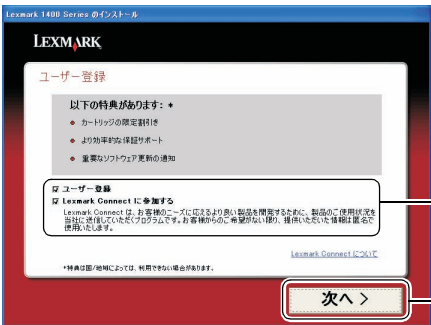 Lexmark 1400 Series のインストール
LEXMARK
ユーザー登録
以下の特典があります: *
カートリッジの限定割引き
より効率的な保証サポート
重要なソフトウェア更新の通知
ユーザー登録
Lexmark Connect に参加する
Lexmark Connect は、お客様のニーズに応えるより良い製品を開発するために、製品のご使用状況を
当社に送信していただくプログラムです。お客様からのご希望がない限り、提供いただいた情報は匿名で
使用いたします。
Lexmark Connect について
*特典は国/地域によっては、利用できない場合があります。
次へ >